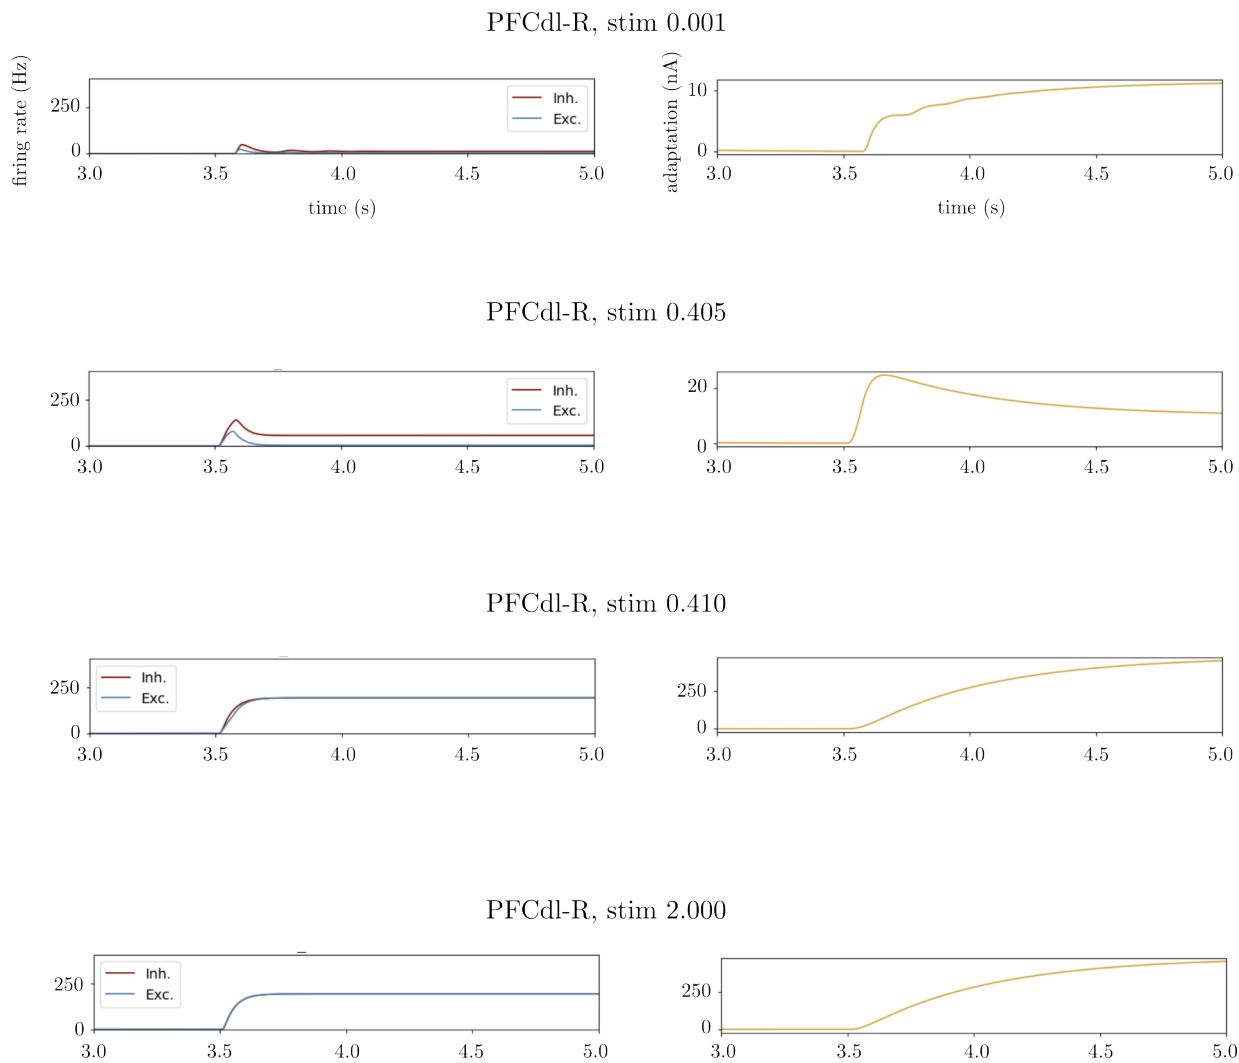 PFCdl-R, stim 0.001
firing rate (Hz)
250
0
Inh.
Exc.
3.0 3.5 4.0 4.5 5.0
time (s)
adaptation (nA)
10
0
3.0 3.5 4.0 4.5 5.0
time (s)
PFCdl-R, stim 0.405
250
0
Inh.
Exc.
3.0 3.5 4.0 4.5 5.0
20
0
3.0 3.5 4.0 4.5 5.0
PFCdl-R, stim 0.410
250
0
Inh.
Exc.
3.0 3.5 4.0 4.5 5.0
250
0
3.0 3.5 4.0 4.5 5.0
PFCdl-R, stim 2.000
250
0
Inh.
Exc.
3.0 3.5 4.0 4.5 5.0
250
0
3.0 3.5 4.0 4.5 5.0